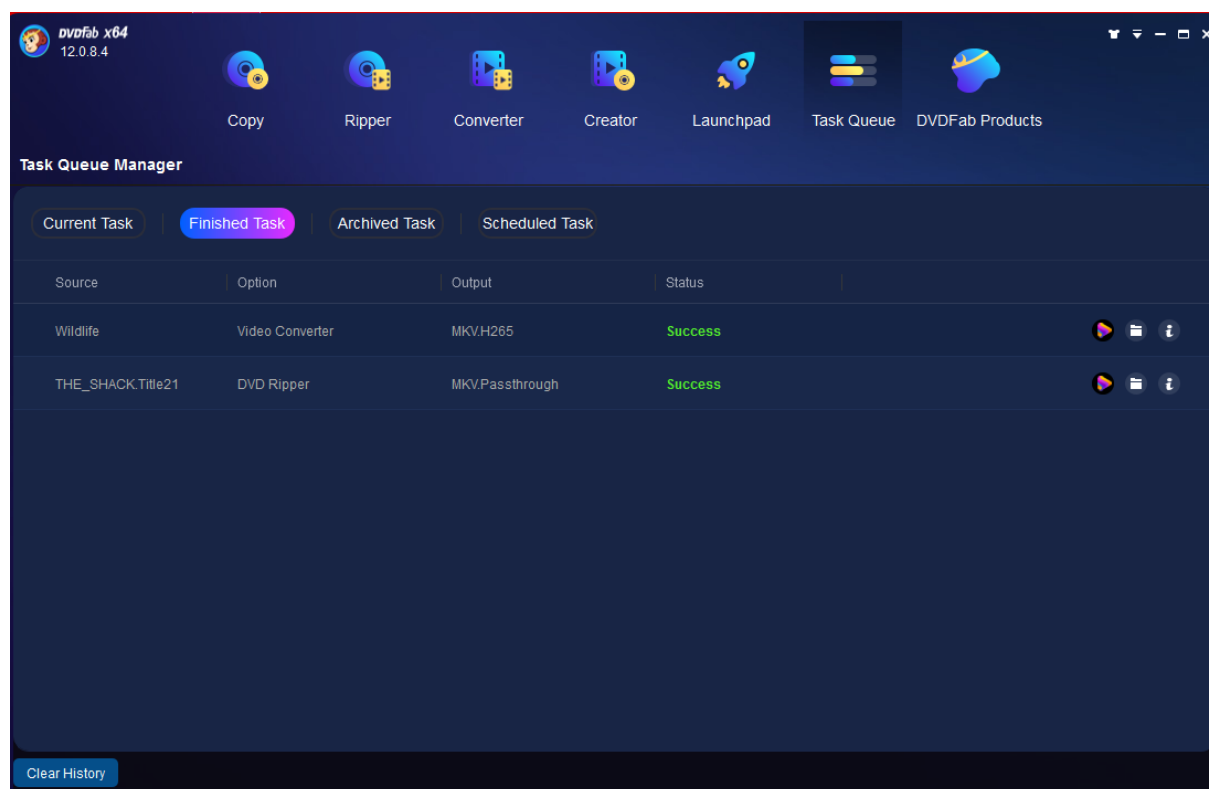 DVDFab x64
12.0.8.4
Copy Ripper Converter Creator Launchpad Task Queue DVDFab Products
Task Queue Manager
Current Task Finished Task Archived Task Scheduled Task
Source Option Output Status
Wildlife Video Converter MKV.H265 Success
THE_SHACK.Title21 DVD Ripper MKV.Passthrough Success
Clear History